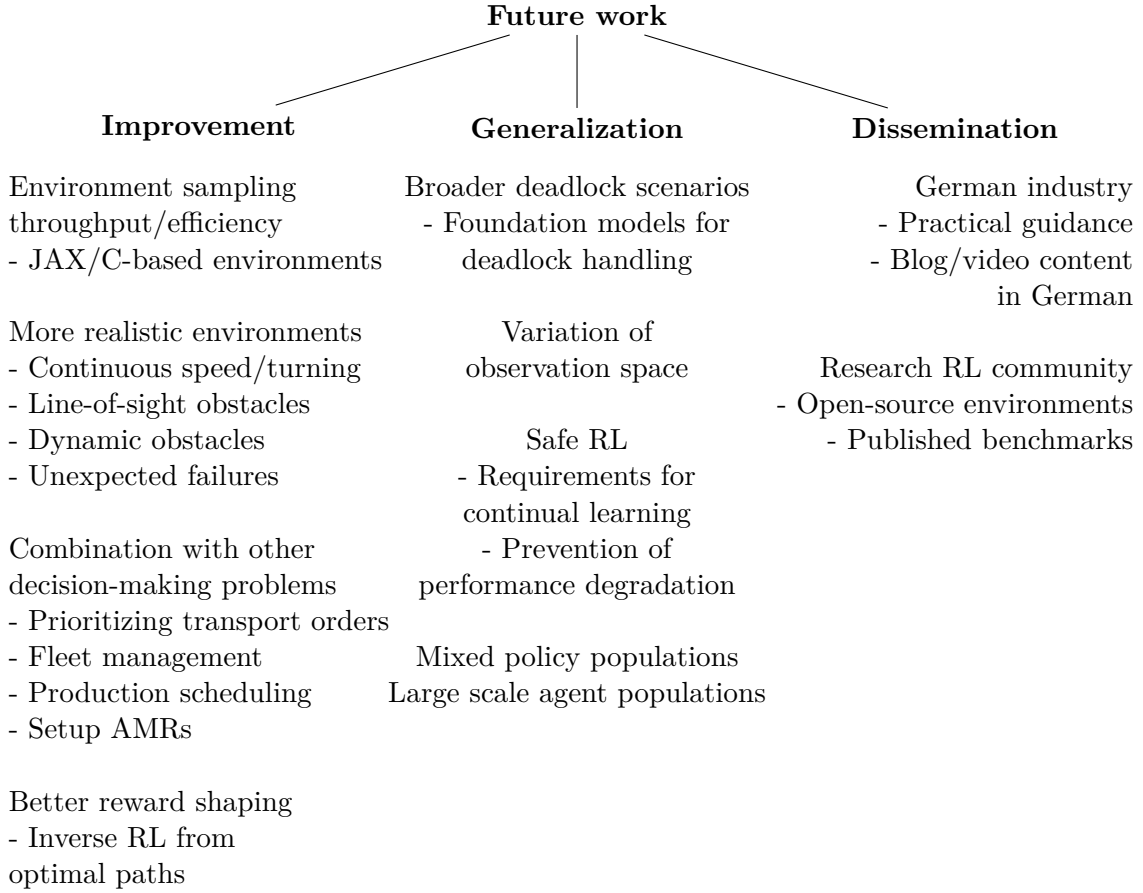 Future work
Improvement
Environment sampling
throughput/efficiency
- JAX/C-based environments
More realistic environments
- Continuous speed/turning
- Line-of-sight obstacles
- Dynamic obstacles
- Unexpected failures
Combination with other
decision-making problems
- Prioritizing transport orders
- Fleet management
- Production scheduling
- Setup AMRs
Better reward shaping
- Inverse RL from
optimal paths
Generalization
Broader deadlock scenarios
- Foundation models for
deadlock handling
Variation of
observation space
Safe RL
- Requirements for
continual learning
- Prevention of
performance degradation
Mixed policy populations
Large scale agent populations
Dissemination
German industry
- Practical guidance
- Blog/video content
in German
Research RL community
- Open-source environments
- Published benchmarks